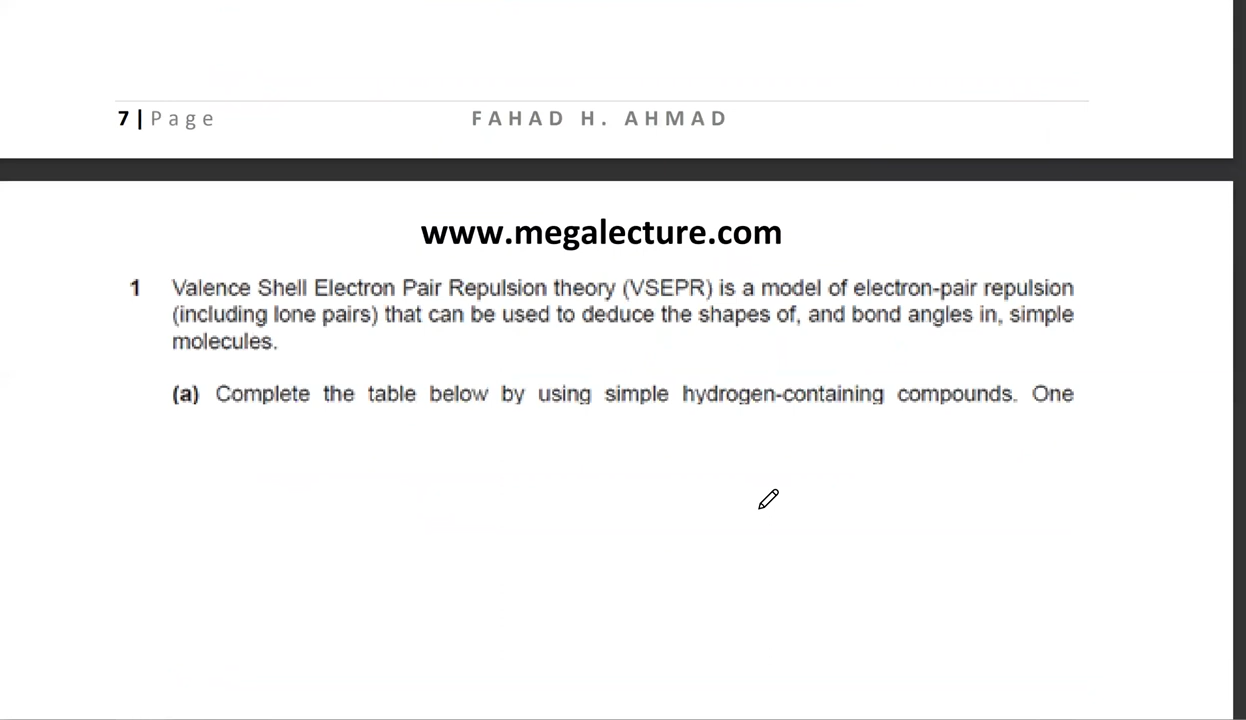 7 | Page
FAHAD H. AHMAD
www.megalecture.com
1 Valence Shell Electron Pair Repulsion theory (VSEPR) is a model of electron-pair repulsion
(including lone pairs) that can be used to deduce the shapes of, and bond angles in, simple
molecules.
(a) Complete the table below by using simple hydrogen-containing compounds. One